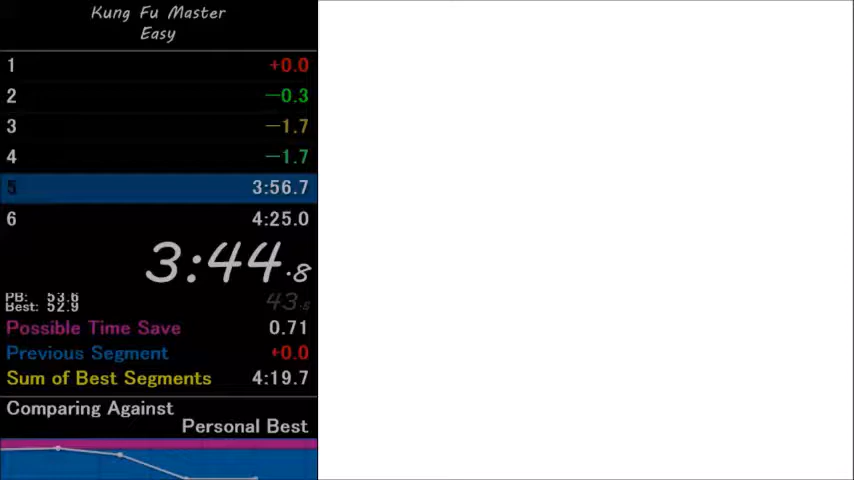 Kung Fu Master
Easy
1 +0.0
2 −0.3
3 −1.7
4 −1.7
5 3:56.7
6 4:25.0
3:44.8
PB: 53.6
Best: 52.9 43.5
Possible Time Save 0.71
Previous Segment +0.0
Sum of Best Segments 4:19.7
Comparing Against
Personal Best